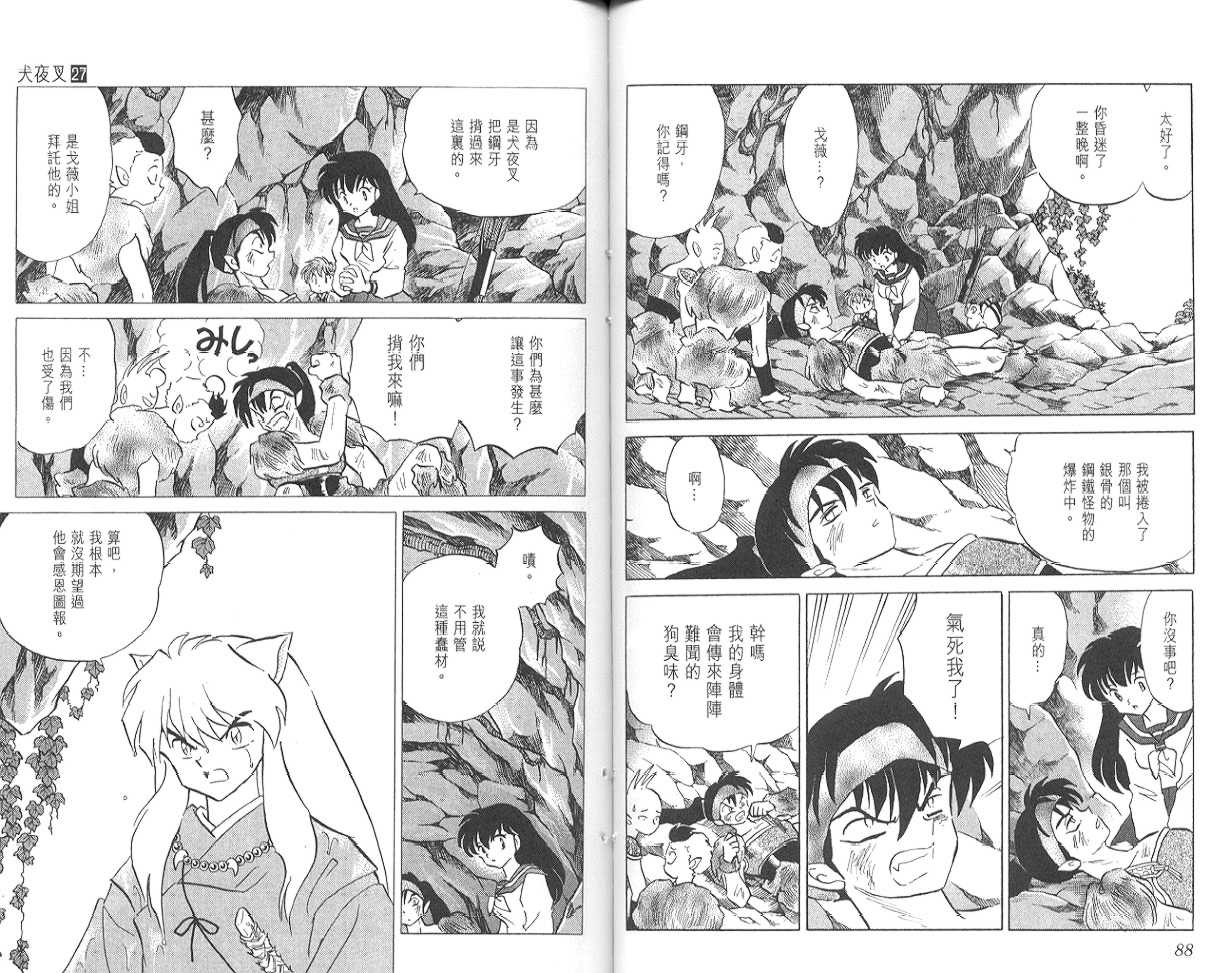 太好了。
你昏迷了
一整晚啊。
戈薇…?
鋼牙,
你記得嗎?
我被捲入了
那個叫
銀骨的
鋼鐵怪物的
爆炸中。
啊…
你沒事吧?
真的…
氣死我了!
幹嗎
我的身體
會傳來陣陣
難聞的
狗臭味?
88
犬夜叉 27
因為
是犬夜叉
把鋼牙
揹過來
這裏的。
甚麼?
是戈薇小姐
拜託他的。
你們為甚麼
讓這事發生?
你們
揹我來嘛!
みしっ
不…
因為我們
也受了傷。
嘖。
我就説
不用管
這種蠢材。
算吧,
我根本
就沒期望過
他會感恩圖報。